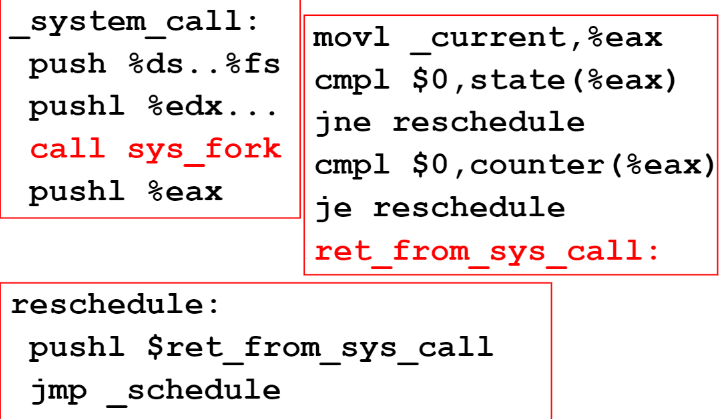 _system_call:
push %ds..%fs
pushl %edx...
call sys_fork
pushl %eax
movl _current,%eax
cmpl $0,state(%eax)
jne reschedule
cmpl $0,counter(%eax)
je reschedule
ret_from_sys_call:
reschedule:
pushl $ret_from_sys_call
jmp _schedule